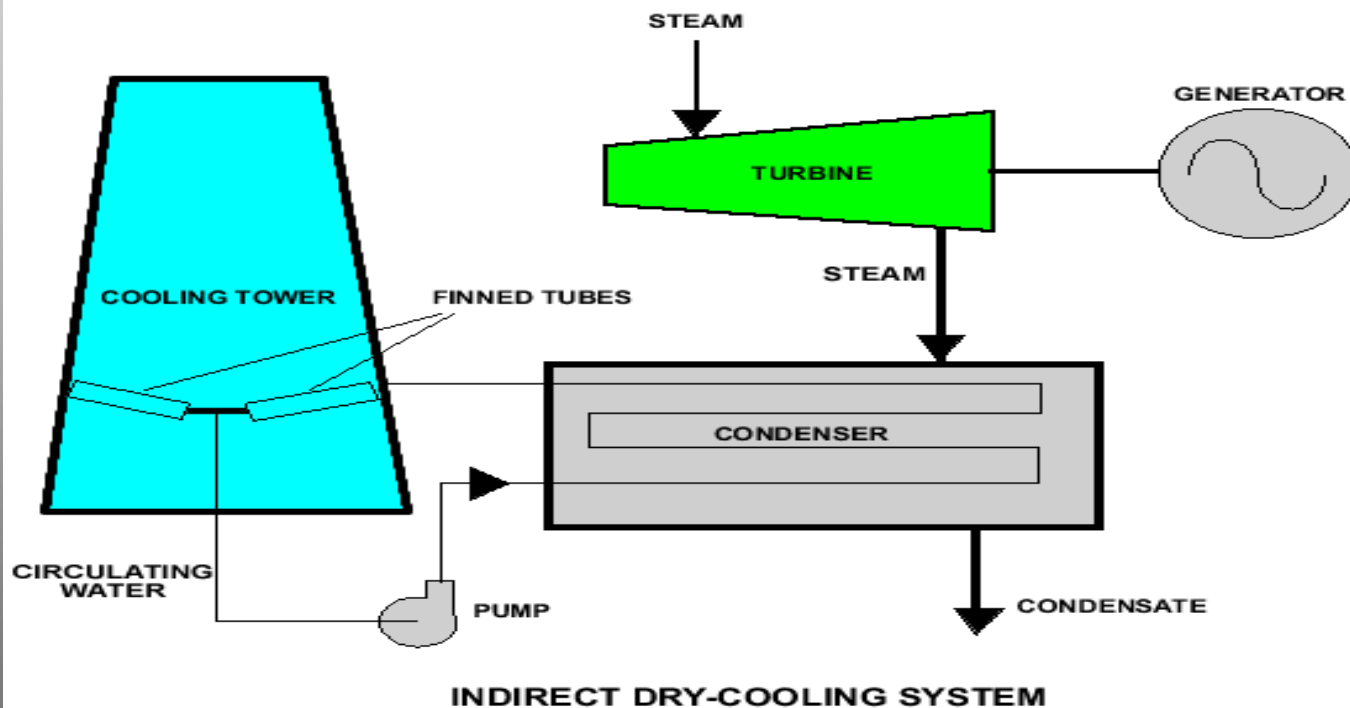 STEAM
GENERATOR
TURBINE
STEAM
COOLING TOWER
FINNED TUBES
CONDENSER
CIRCULATING
WATER
PUMP
CONDENSATE
INDIRECT DRY-COOLING SYSTEM